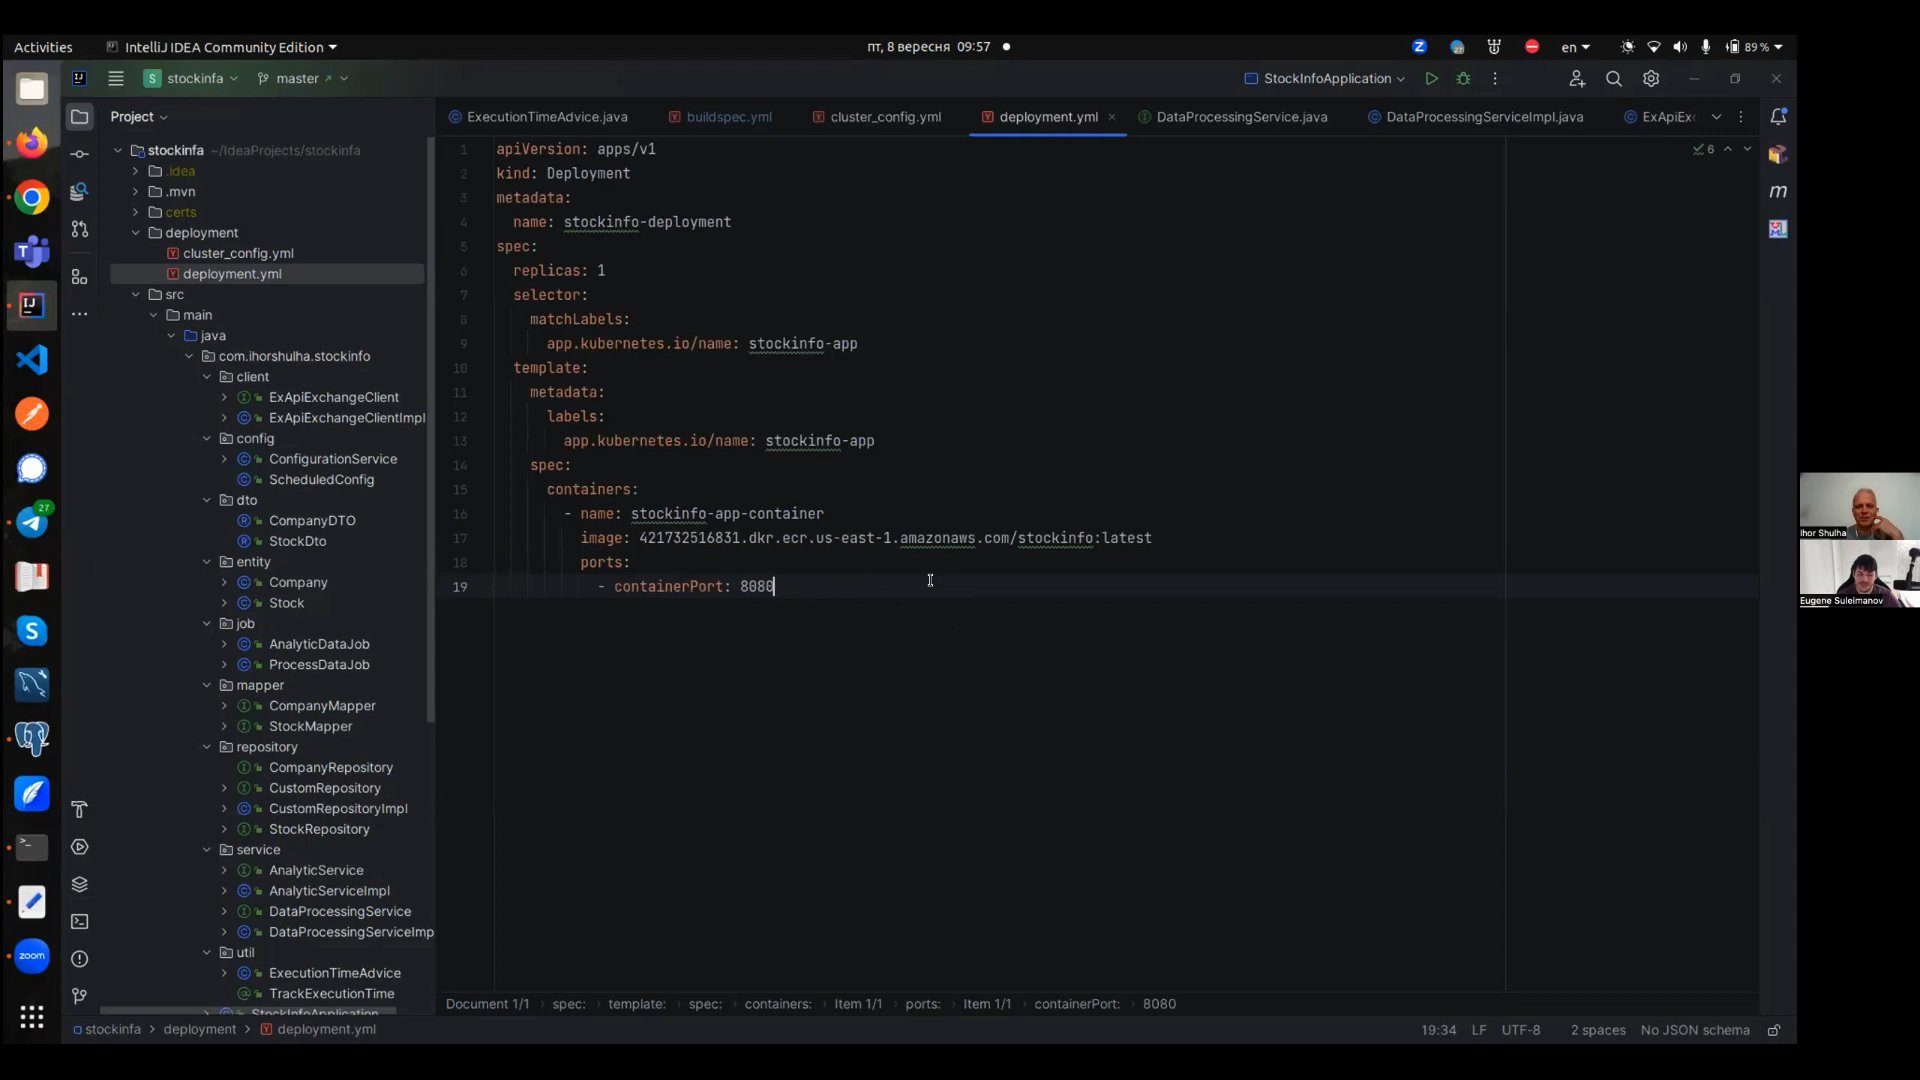 Activities
IntelliJ IDEA Community Edition
пт, 8 вересня 09:57
Z
27
en
89 %
IJ
S stockinfa
master
StockInfoApplication
Project
ExecutionTimeAdvice.java
buildspec.yml
cluster_config.yml
deployment.yml
DataProcessingService.java
DataProcessingServiceImpl.java
ExApiEx
stockinfa ~/IdeaProjects/stockinfa
.idea
.mvn
certs
deployment
cluster_config.yml
deployment.yml
src
main
java
com.ihorshulha.stockinfo
client
ExApiExchangeClient
ExApiExchangeClientImpl
config
ConfigurationService
ScheduledConfig
dto
CompanyDTO
StockDto
entity
Company
Stock
job
AnalyticDataJob
ProcessDataJob
mapper
CompanyMapper
StockMapper
repository
CompanyRepository
CustomRepository
CustomRepositoryImpl
StockRepository
service
AnalyticService
AnalyticServiceImpl
DataProcessingService
DataProcessingServiceImp
util
ExecutionTimeAdvice
TrackExecutionTime
StockInfoApplication
27
zoom
1 apiVersion: apps/v1
2 kind: Deployment
3 metadata:
4 name: stockinfo-deployment
5 spec:
6 replicas: 1
7 selector:
8 matchLabels:
9 app.kubernetes.io/name: stockinfo-app
10 template:
11 metadata:
12 labels:
13 app.kubernetes.io/name: stockinfo-app
14 spec:
15 containers:
16 - name: stockinfo-app-container
17 image: 421732516831.dkr.ecr.us-east-1.amazonaws.com/stockinfo:latest
18 ports:
19 - containerPort: 8080
6
m
Ihor Shulha
Eugene Suleimanov
Document 1/1 › spec: › template: › spec: › containers: › Item 1/1 › ports: › Item 1/1 › containerPort: › 8080
stockinfa › deployment › deployment.yml
19:34 LF UTF-8 2 spaces No JSON schema